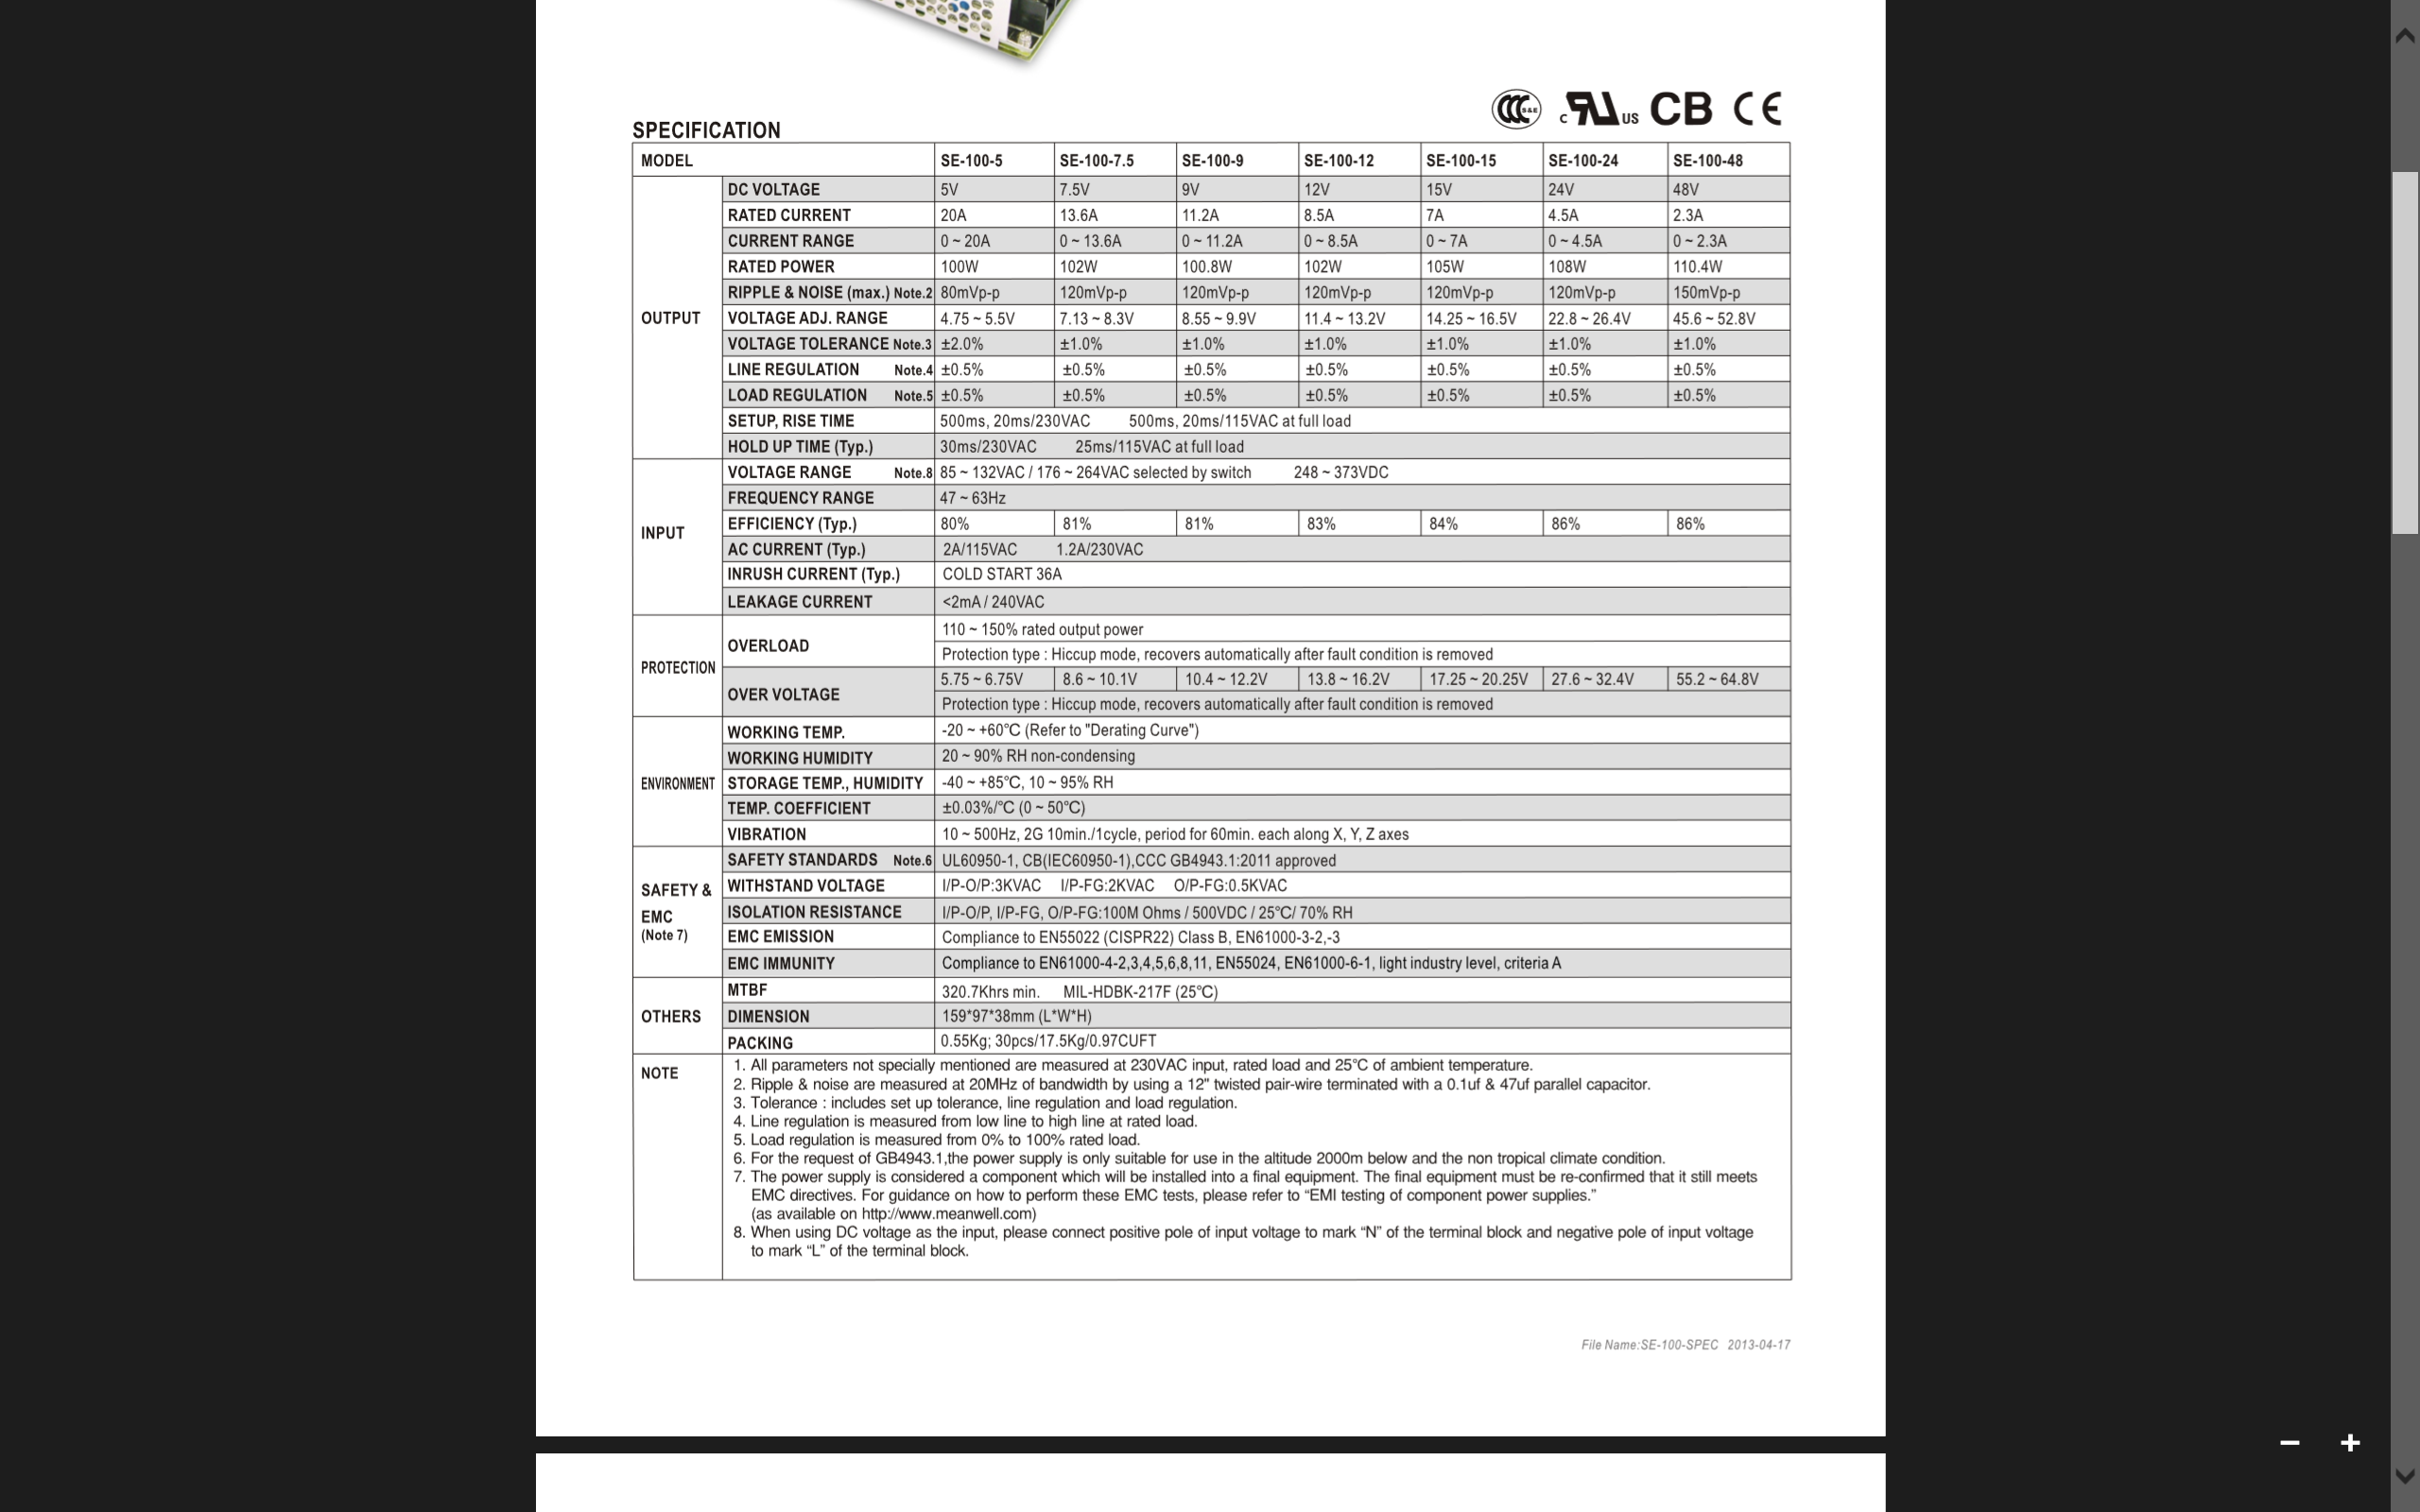 SPECIFICATION
c RU US CB CE
MODEL SE-100-5 SE-100-7.5 SE-100-9 SE-100-12 SE-100-15 SE-100-24 SE-100-48
OUTPUT
DC VOLTAGE 5V 7.5V 9V 12V 15V 24V 48V
RATED CURRENT 20A 13.6A 11.2A 8.5A 7A 4.5A 2.3A
CURRENT RANGE 0 ~ 20A 0 ~ 13.6A 0 ~ 11.2A 0 ~ 8.5A 0 ~ 7A 0 ~ 4.5A 0 ~ 2.3A
RATED POWER 100W 102W 100.8W 102W 105W 108W 110.4W
RIPPLE & NOISE (max.) Note.2 80mVp-p 120mVp-p 120mVp-p 120mVp-p 120mVp-p 120mVp-p 150mVp-p
VOLTAGE ADJ. RANGE 4.75 ~ 5.5V 7.13 ~ 8.3V 8.55 ~ 9.9V 11.4 ~ 13.2V 14.25 ~ 16.5V 22.8 ~ 26.4V 45.6 ~ 52.8V
VOLTAGE TOLERANCE Note.3 ±2.0% ±1.0% ±1.0% ±1.0% ±1.0% ±1.0% ±1.0%
LINE REGULATION Note.4 ±0.5% ±0.5% ±0.5% ±0.5% ±0.5% ±0.5% ±0.5%
LOAD REGULATION Note.5 ±0.5% ±0.5% ±0.5% ±0.5% ±0.5% ±0.5% ±0.5%
SETUP, RISE TIME 500ms, 20ms/230VAC 500ms, 20ms/115VAC at full load
HOLD UP TIME (Typ.) 30ms/230VAC 25ms/115VAC at full load
INPUT
VOLTAGE RANGE Note.8 85 ~ 132VAC / 176 ~ 264VAC selected by switch 248 ~ 373VDC
FREQUENCY RANGE 47 ~ 63Hz
EFFICIENCY (Typ.) 80% 81% 81% 83% 84% 86% 86%
AC CURRENT (Typ.) 2A/115VAC 1.2A/230VAC
INRUSH CURRENT (Typ.) COLD START 36A
LEAKAGE CURRENT <2mA / 240VAC
PROTECTION
OVERLOAD
110 ~ 150% rated output power
Protection type : Hiccup mode, recovers automatically after fault condition is removed
OVER VOLTAGE
5.75 ~ 6.75V 8.6 ~ 10.1V 10.4 ~ 12.2V 13.8 ~ 16.2V 17.25 ~ 20.25V 27.6 ~ 32.4V 55.2 ~ 64.8V
Protection type : Hiccup mode, recovers automatically after fault condition is removed
ENVIRONMENT
WORKING TEMP. -20 ~ +60℃ (Refer to "Derating Curve")
WORKING HUMIDITY 20 ~ 90% RH non-condensing
STORAGE TEMP., HUMIDITY -40 ~ +85℃, 10 ~ 95% RH
TEMP. COEFFICIENT ±0.03%/℃ (0 ~ 50℃)
VIBRATION 10 ~ 500Hz, 2G 10min./1cycle, period for 60min. each along X, Y, Z axes
SAFETY &
EMC
(Note 7)
SAFETY STANDARDS Note.6 UL60950-1, CB(IEC60950-1),CCC GB4943.1:2011 approved
WITHSTAND VOLTAGE I/P-O/P:3KVAC I/P-FG:2KVAC O/P-FG:0.5KVAC
ISOLATION RESISTANCE I/P-O/P, I/P-FG, O/P-FG:100M Ohms / 500VDC / 25℃/ 70% RH
EMC EMISSION Compliance to EN55022 (CISPR22) Class B, EN61000-3-2,-3
EMC IMMUNITY Compliance to EN61000-4-2,3,4,5,6,8,11, EN55024, EN61000-6-1, light industry level, criteria A
OTHERS
MTBF 320.7Khrs min. MIL-HDBK-217F (25℃)
DIMENSION 159*97*38mm (L*W*H)
PACKING 0.55Kg; 30pcs/17.5Kg/0.97CUFT
NOTE
1. All parameters not specially mentioned are measured at 230VAC input, rated load and 25℃ of ambient temperature.
2. Ripple & noise are measured at 20MHz of bandwidth by using a 12" twisted pair-wire terminated with a 0.1uf & 47uf parallel capacitor.
3. Tolerance : includes set up tolerance, line regulation and load regulation.
4. Line regulation is measured from low line to high line at rated load.
5. Load regulation is measured from 0% to 100% rated load.
6. For the request of GB4943.1,the power supply is only suitable for use in the altitude 2000m below and the non tropical climate condition.
7. The power supply is considered a component which will be installed into a final equipment. The final equipment must be re-confirmed that it still meets
EMC directives. For guidance on how to perform these EMC tests, please refer to “EMI testing of component power supplies.”
(as available on http://www.meanwell.com)
8. When using DC voltage as the input, please connect positive pole of input voltage to mark “N” of the terminal block and negative pole of input voltage
to mark “L” of the terminal block.
File Name:SE-100-SPEC 2013-04-17